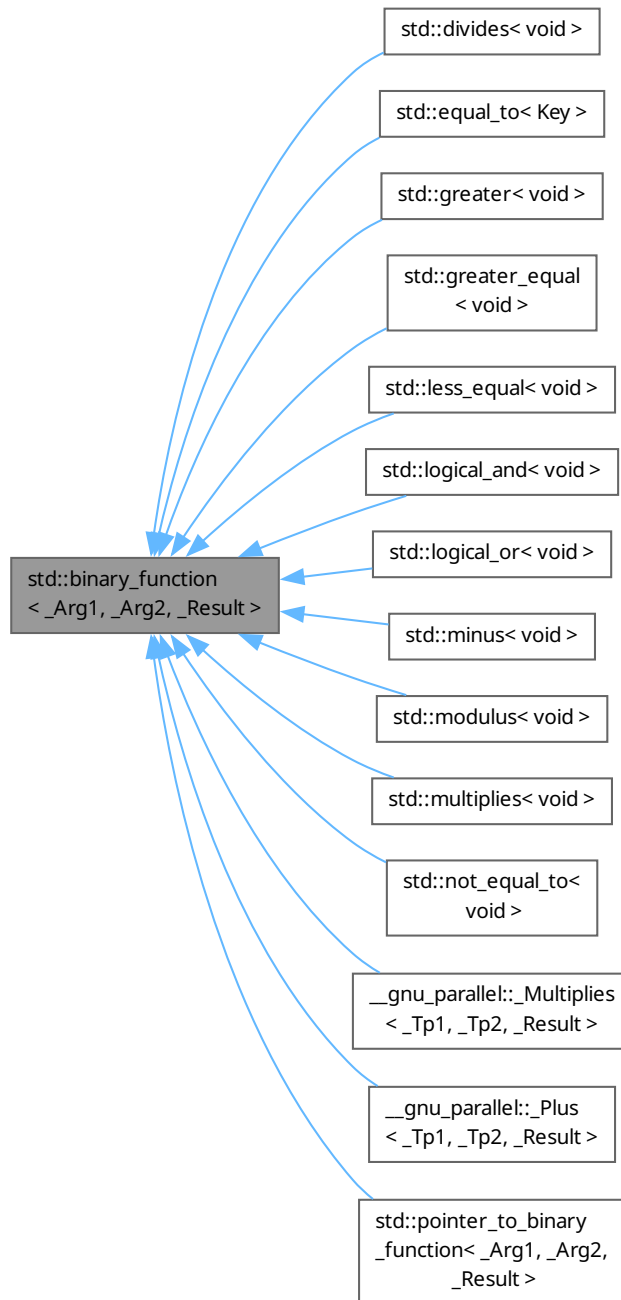 std::divides< void >
std::equal_to< Key >
std::greater< void >
std::greater_equal
< void >
std::less_equal< void >
std::logical_and< void >
std::logical_or< void >
std::binary_function
< _Arg1, _Arg2, _Result >
std::minus< void >
std::modulus< void >
std::multiplies< void >
std::not_equal_to<
void >
__gnu_parallel::_Multiplies
< _Tp1, _Tp2, _Result >
__gnu_parallel::_Plus
< _Tp1, _Tp2, _Result >
std::pointer_to_binary
_function< _Arg1, _Arg2,
_Result >